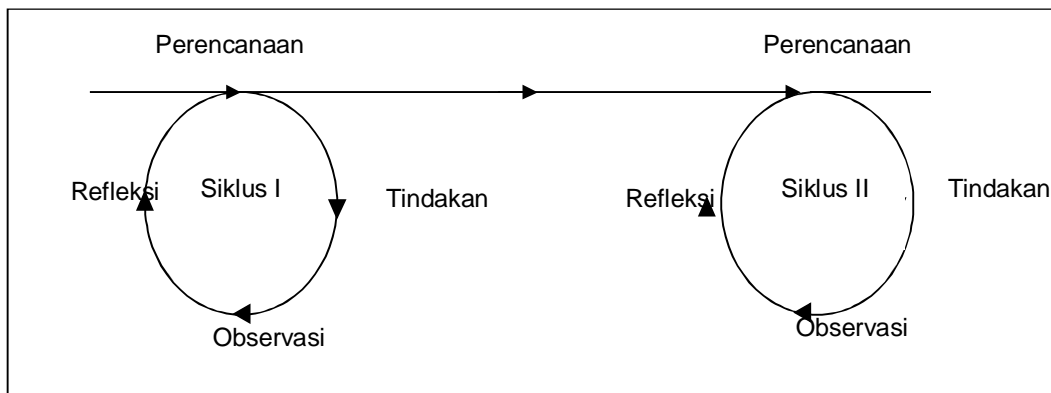 Perencanaan Perencanaan
Refleksi Siklus I Tindakan Refleksi Siklus II Tindakan
Observasi Observasi